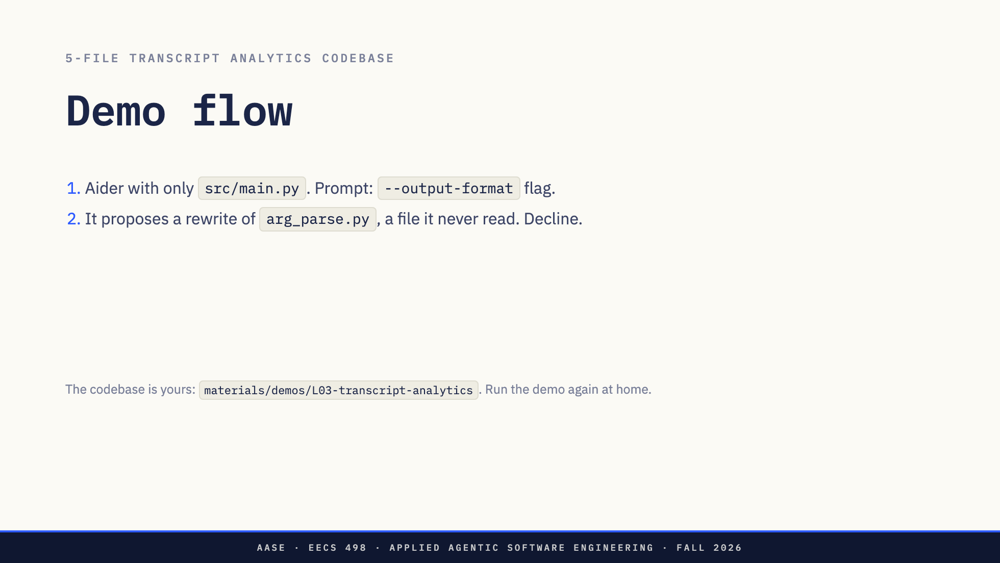 5-FILE TRANSCRIPT ANALYTICS CODEBASE
Demo flow
1. Aider with only src/main.py. Prompt: --output-format flag.
2. It proposes a rewrite of arg_parse.py, a file it never read. Decline.
The codebase is yours: materials/demos/L03-transcript-analytics. Run the demo again at home.
AASE · EECS 498 · APPLIED AGENTIC SOFTWARE ENGINEERING · FALL 2026